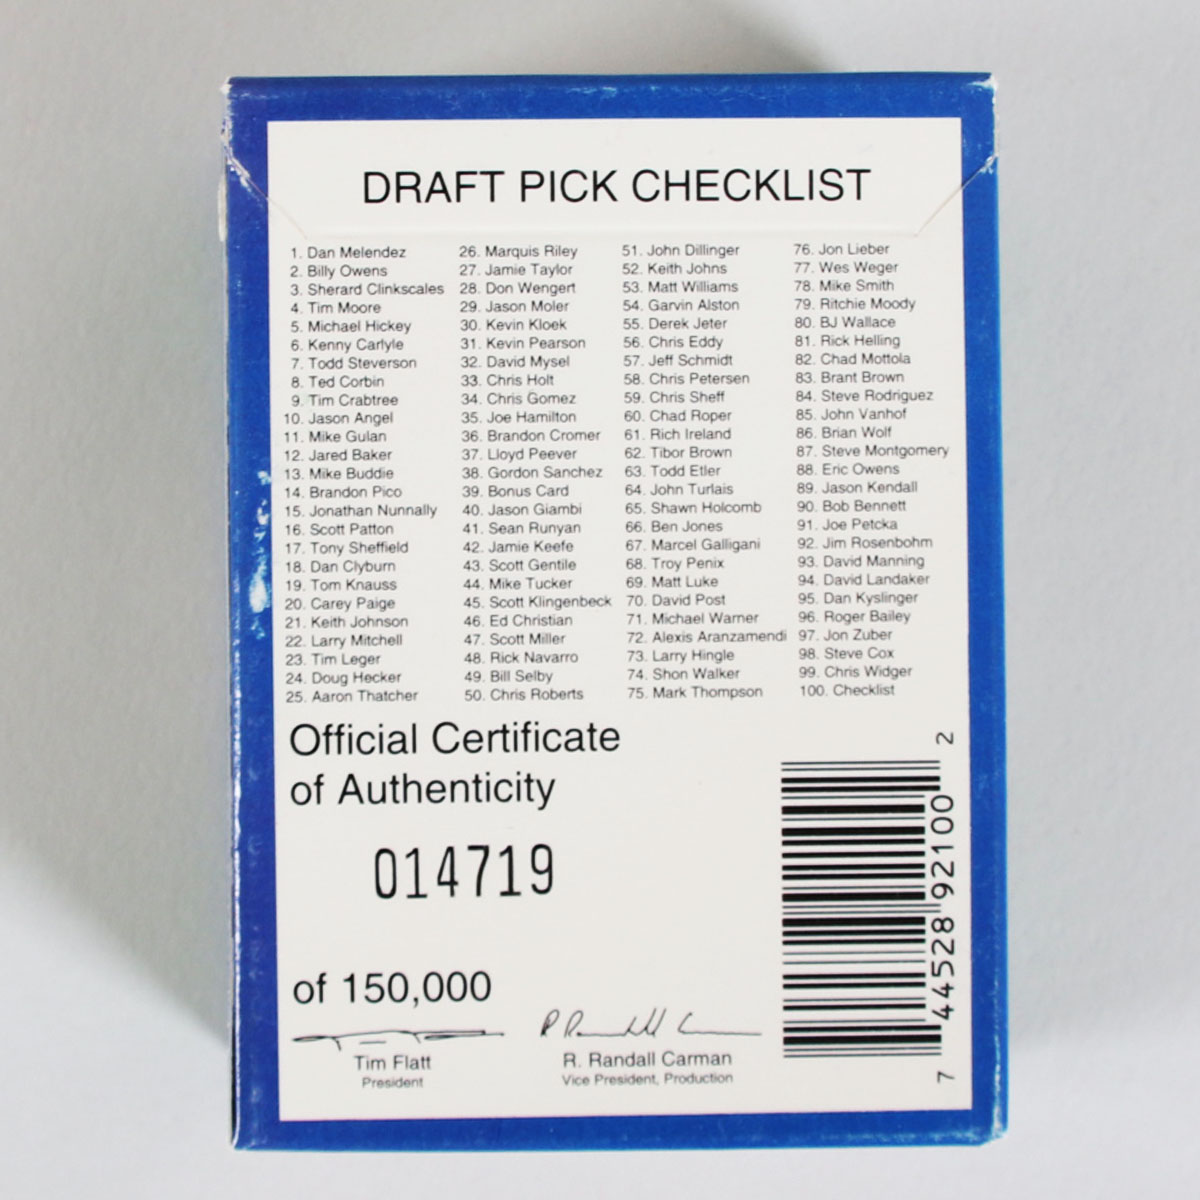 DRAFT PICK CHECKLIST
1. Dan Melendez
2. Billy Owens
3. Sherard Clinkscales
4. Tim Moore
5. Michael Hickey
6. Kenny Carlyle
7. Todd Steverson
8. Ted Corbin
9. Tim Crabtree
10. Jason Angel
11. Mike Gulan
12. Jared Baker
13. Mike Buddie
14. Brandon Pico
15. Jonathan Nunnally
16. Scott Patton
17. Tony Sheffield
18. Dan Clyburn
19. Tom Knauss
20. Carey Paige
21. Keith Johnson
22. Larry Mitchell
23. Tim Leger
24. Doug Hecker
25. Aaron Thatcher
26. Marquis Riley
27. Jamie Taylor
28. Don Wengert
29. Jason Moler
30. Kevin Kloek
31. Kevin Pearson
32. David Mysel
33. Chris Holt
34. Chris Gomez
35. Joe Hamilton
36. Brandon Cromer
37. Lloyd Peever
38. Gordon Sanchez
39. Bonus Card
40. Jason Giambi
41. Sean Runyan
42. Jamie Keefe
43. Scott Gentile
44. Mike Tucker
45. Scott Klingenbeck
46. Ed Christian
47. Scott Miller
48. Rick Navarro
49. Bill Selby
50. Chris Roberts
51. John Dillinger
52. Keith Johns
53. Matt Williams
54. Garvin Alston
55. Derek Jeter
56. Chris Eddy
57. Jeff Schmidt
58. Chris Petersen
59. Chris Sheff
60. Chad Roper
61. Rich Ireland
62. Tibor Brown
63. Todd Etler
64. John Turlais
65. Shawn Holcomb
66. Ben Jones
67. Marcel Galligani
68. Troy Penix
69. Matt Luke
70. David Post
71. Michael Warner
72. Alexis Aranzamendi
73. Larry Hingle
74. Shon Walker
75. Mark Thompson
76. Jon Lieber
77. Wes Weger
78. Mike Smith
79. Ritchie Moody
80. BJ Wallace
81. Rick Helling
82. Chad Mottola
83. Brant Brown
84. Steve Rodriguez
85. John Vanhof
86. Brian Wolf
87. Steve Montgomery
88. Eric Owens
89. Jason Kendall
90. Bob Bennett
91. Joe Petcka
92. Jim Rosenbohm
93. David Manning
94. David Landaker
95. Dan Kyslinger
96. Roger Bailey
97. Jon Zuber
98. Steve Cox
99. Chris Widger
100. Checklist
Official Certificate
of Authenticity
014719
of 150,000
Tim Flatt
President
R. Randall Carman
Vice President, Production
7 44528 92100 2